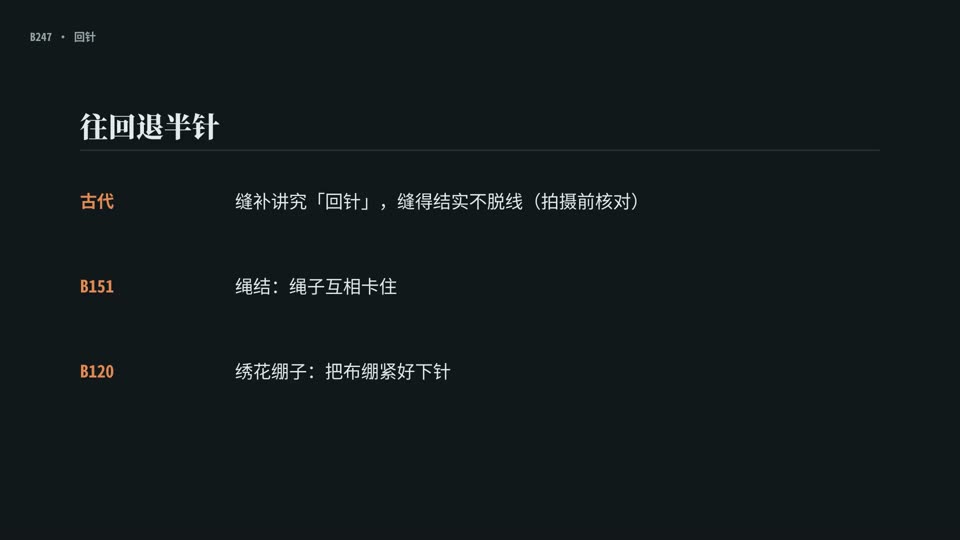 B247 • 回针
往回退半针
古代 缝补讲究「回针」，缝得结实不脱线（拍摄前核对）
B151 绳结：绳子互相卡住
B120 绣花绷子：把布绷紧好下针